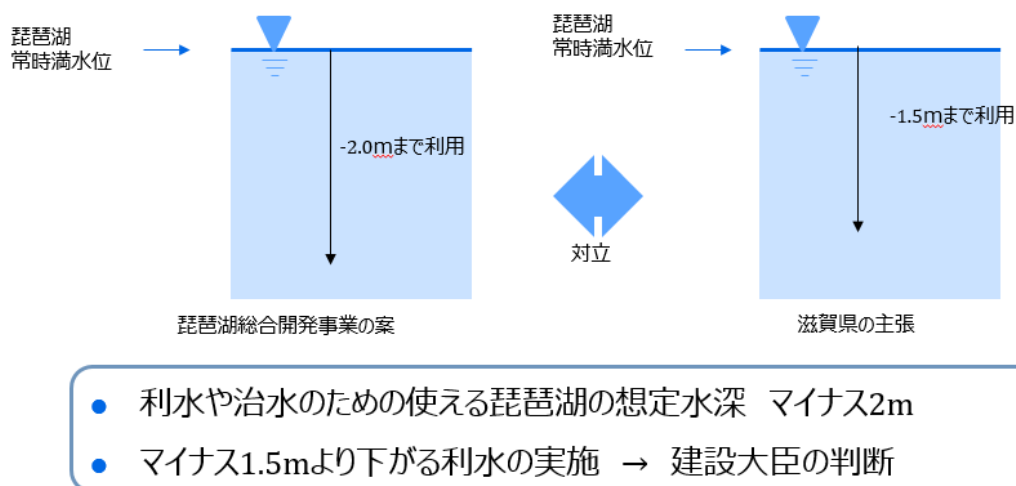 琵琶湖
常時満水位
-2.0mまで利用
琵琶湖総合開発事業の案
対立
琵琶湖
常時満水位
-1.5mまで利用
滋賀県の主張
● 利水や治水のための使える琵琶湖の想定水深 マイナス2m
● マイナス1.5mより下がる利水の実施 → 建設大臣の判断